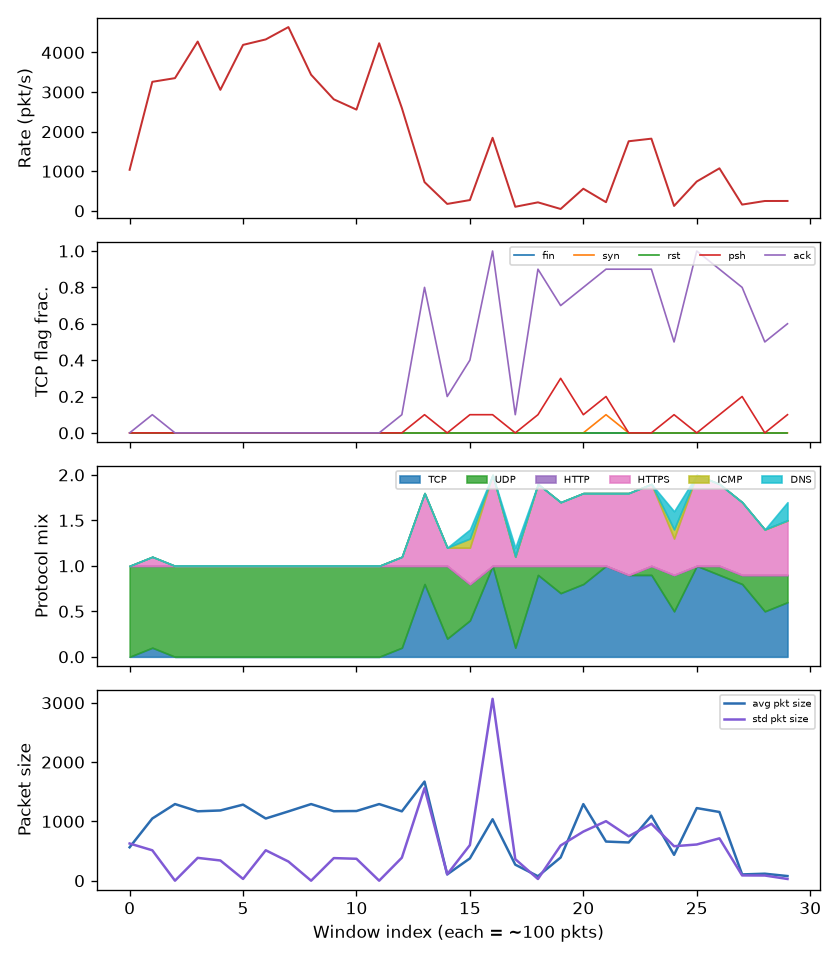 Rate (pkt/s)
4000
3000
2000
1000
0
TCP flag frac.
1.0
0.8
0.6
0.4
0.2
0.0
fin syn rst psh ack
Protocol mix
2.0
1.5
1.0
0.5
0.0
TCP UDP HTTP HTTPS ICMP DNS
Packet size
3000
2000
1000
0
avg pkt size
std pkt size
0 5 10 15 20 25 30
Window index (each = ~100 pkts)